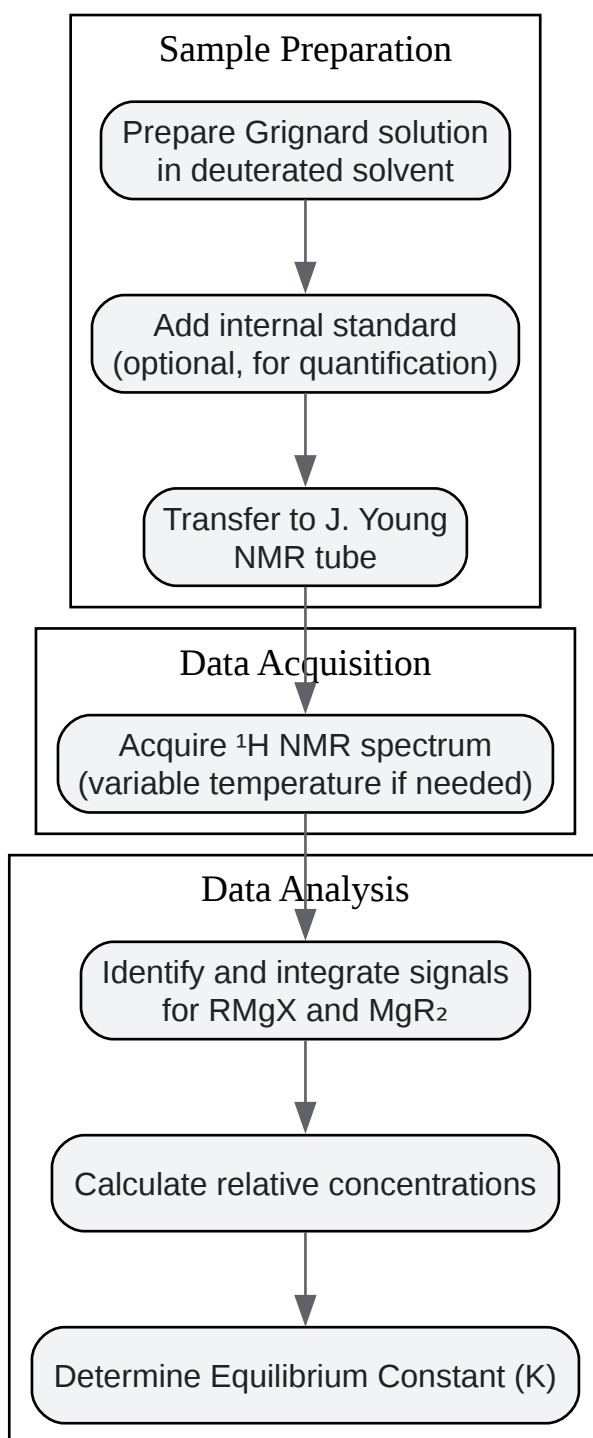 Sample Preparation
Prepare Grignard solution
in deuterated solvent
Add internal standard
(optional, for quantification)
Transfer to J. Young
NMR tube
Data Acquisition
Acquire ¹H NMR spectrum
(variable temperature if needed)
Data Analysis
Identify and integrate signals
for RMgX and MgR₂
Calculate relative concentrations
Determine Equilibrium Constant (K)